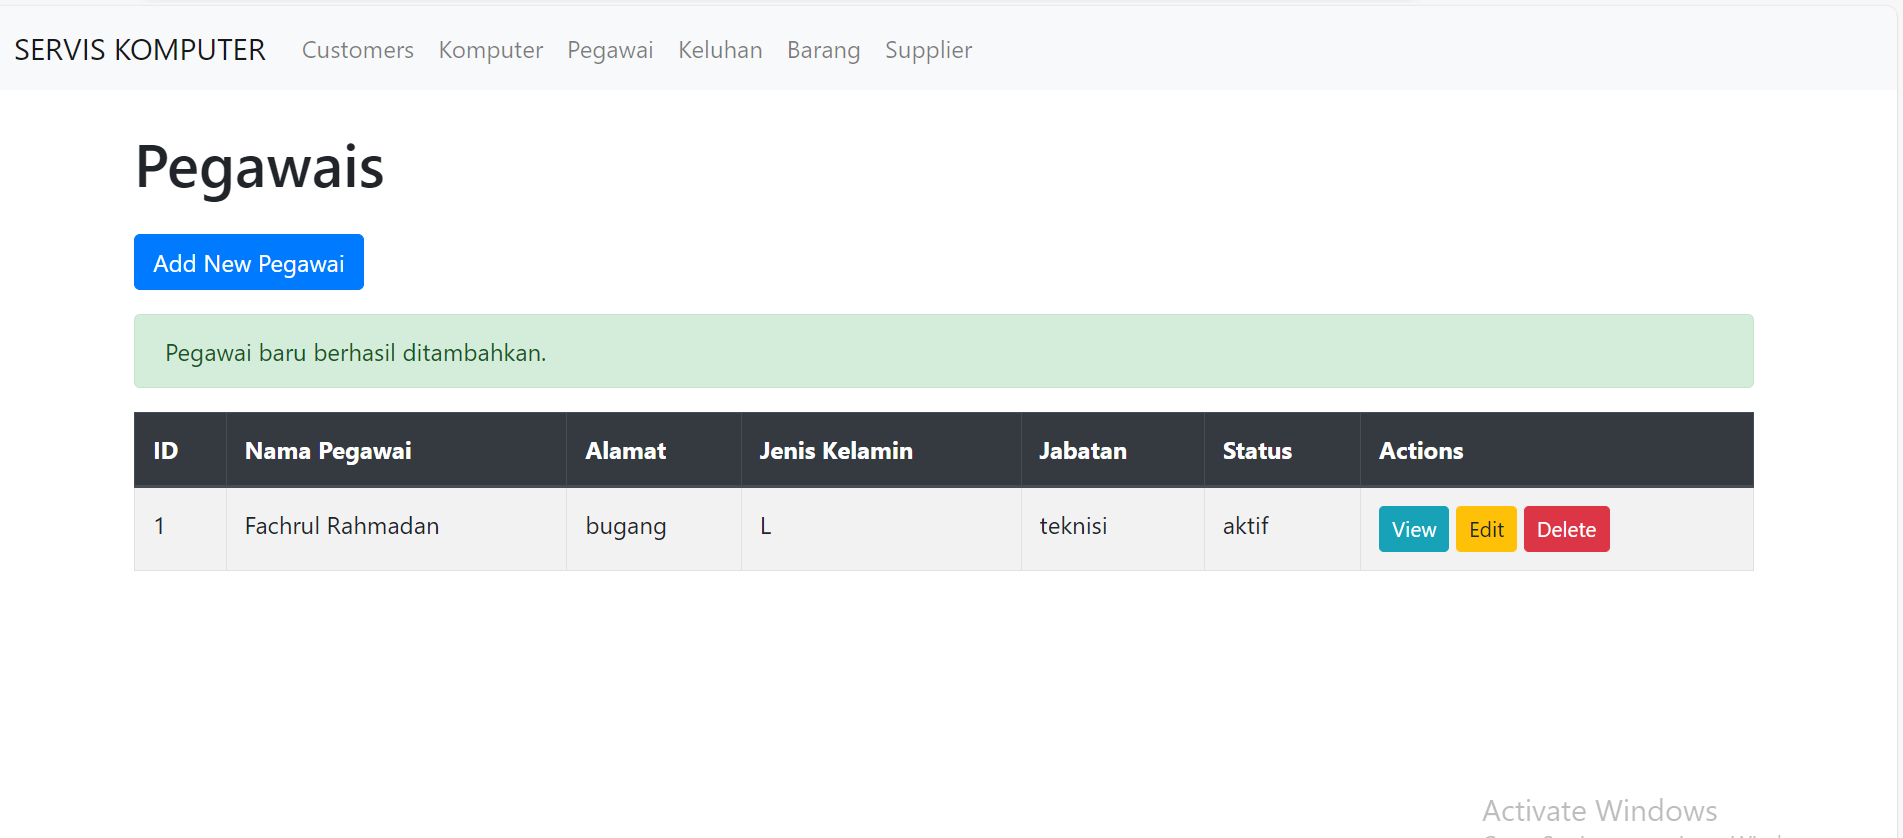 SERVIS KOMPUTER Customers Komputer Pegawai Keluhan Barang Supplier
Pegawais
Add New Pegawai
Pegawai baru berhasil ditambahkan.
ID Nama Pegawai Alamat Jenis Kelamin Jabatan Status Actions
1 Fachrul Rahmadan bugang L teknisi aktif View Edit Delete
Activate Windows